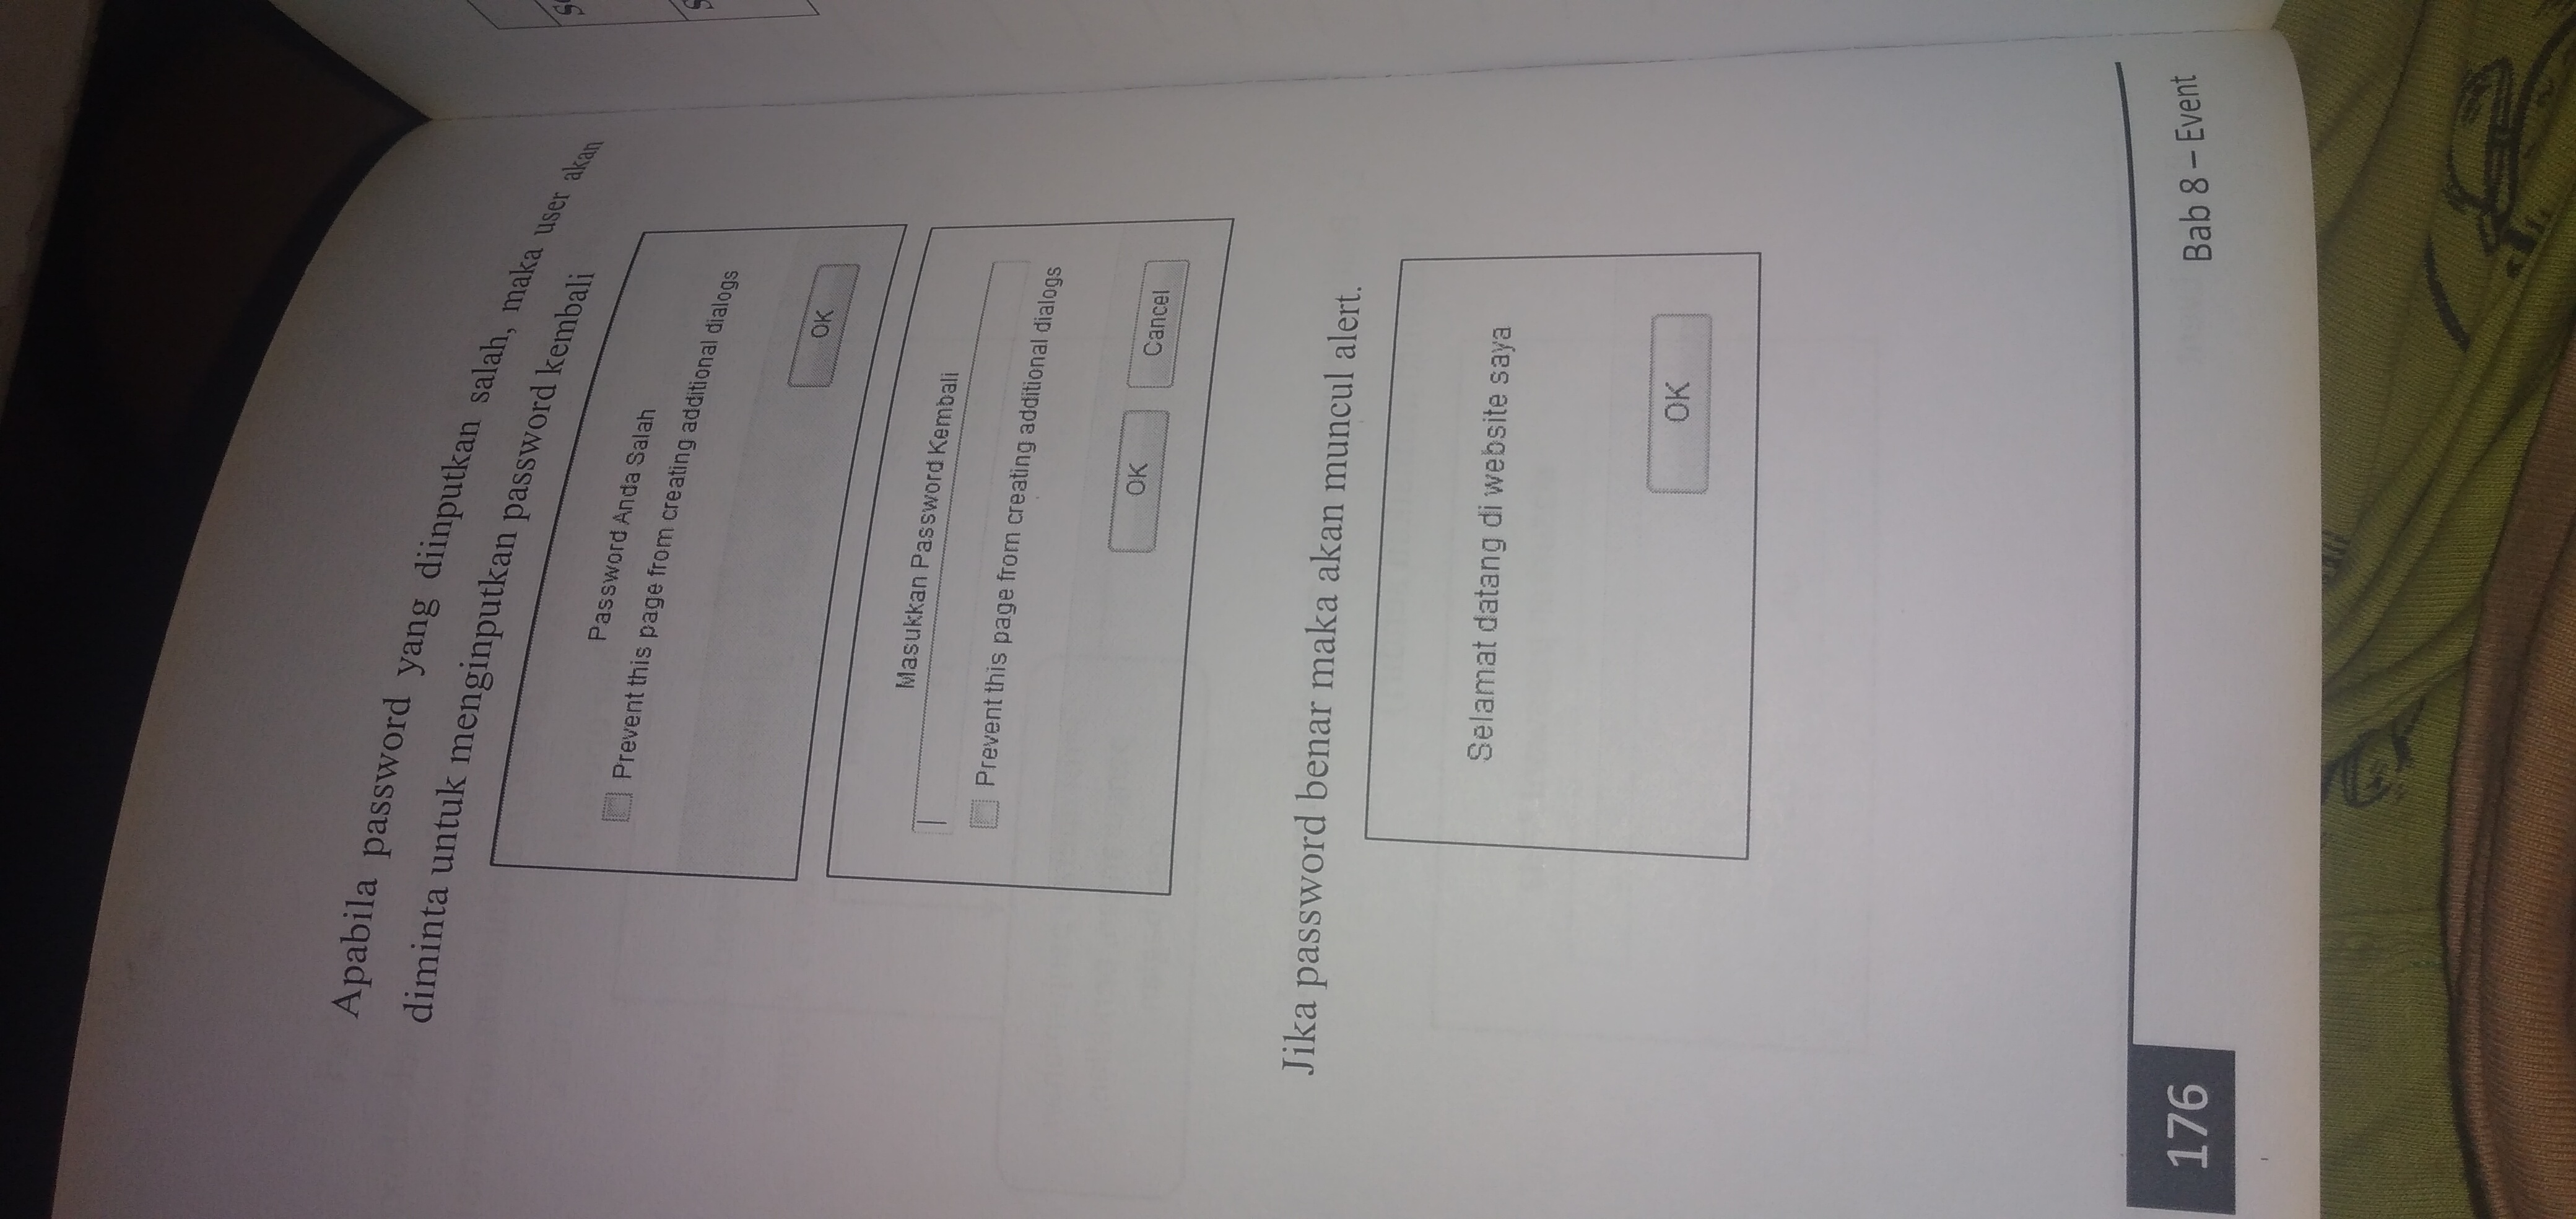 Apabila password yang diinputkan salah, maka user akan
diminta untuk menginputkan password kembali
Password Anda Salah
Prevent this page from creating additional dialogs
OK
Masukkan Password Kembali
Prevent this page from creating additional dialogs
OK Cancel
Jika password benar maka akan muncul alert.
Selamat datang di website saya
OK
176
Bab 8 – Event